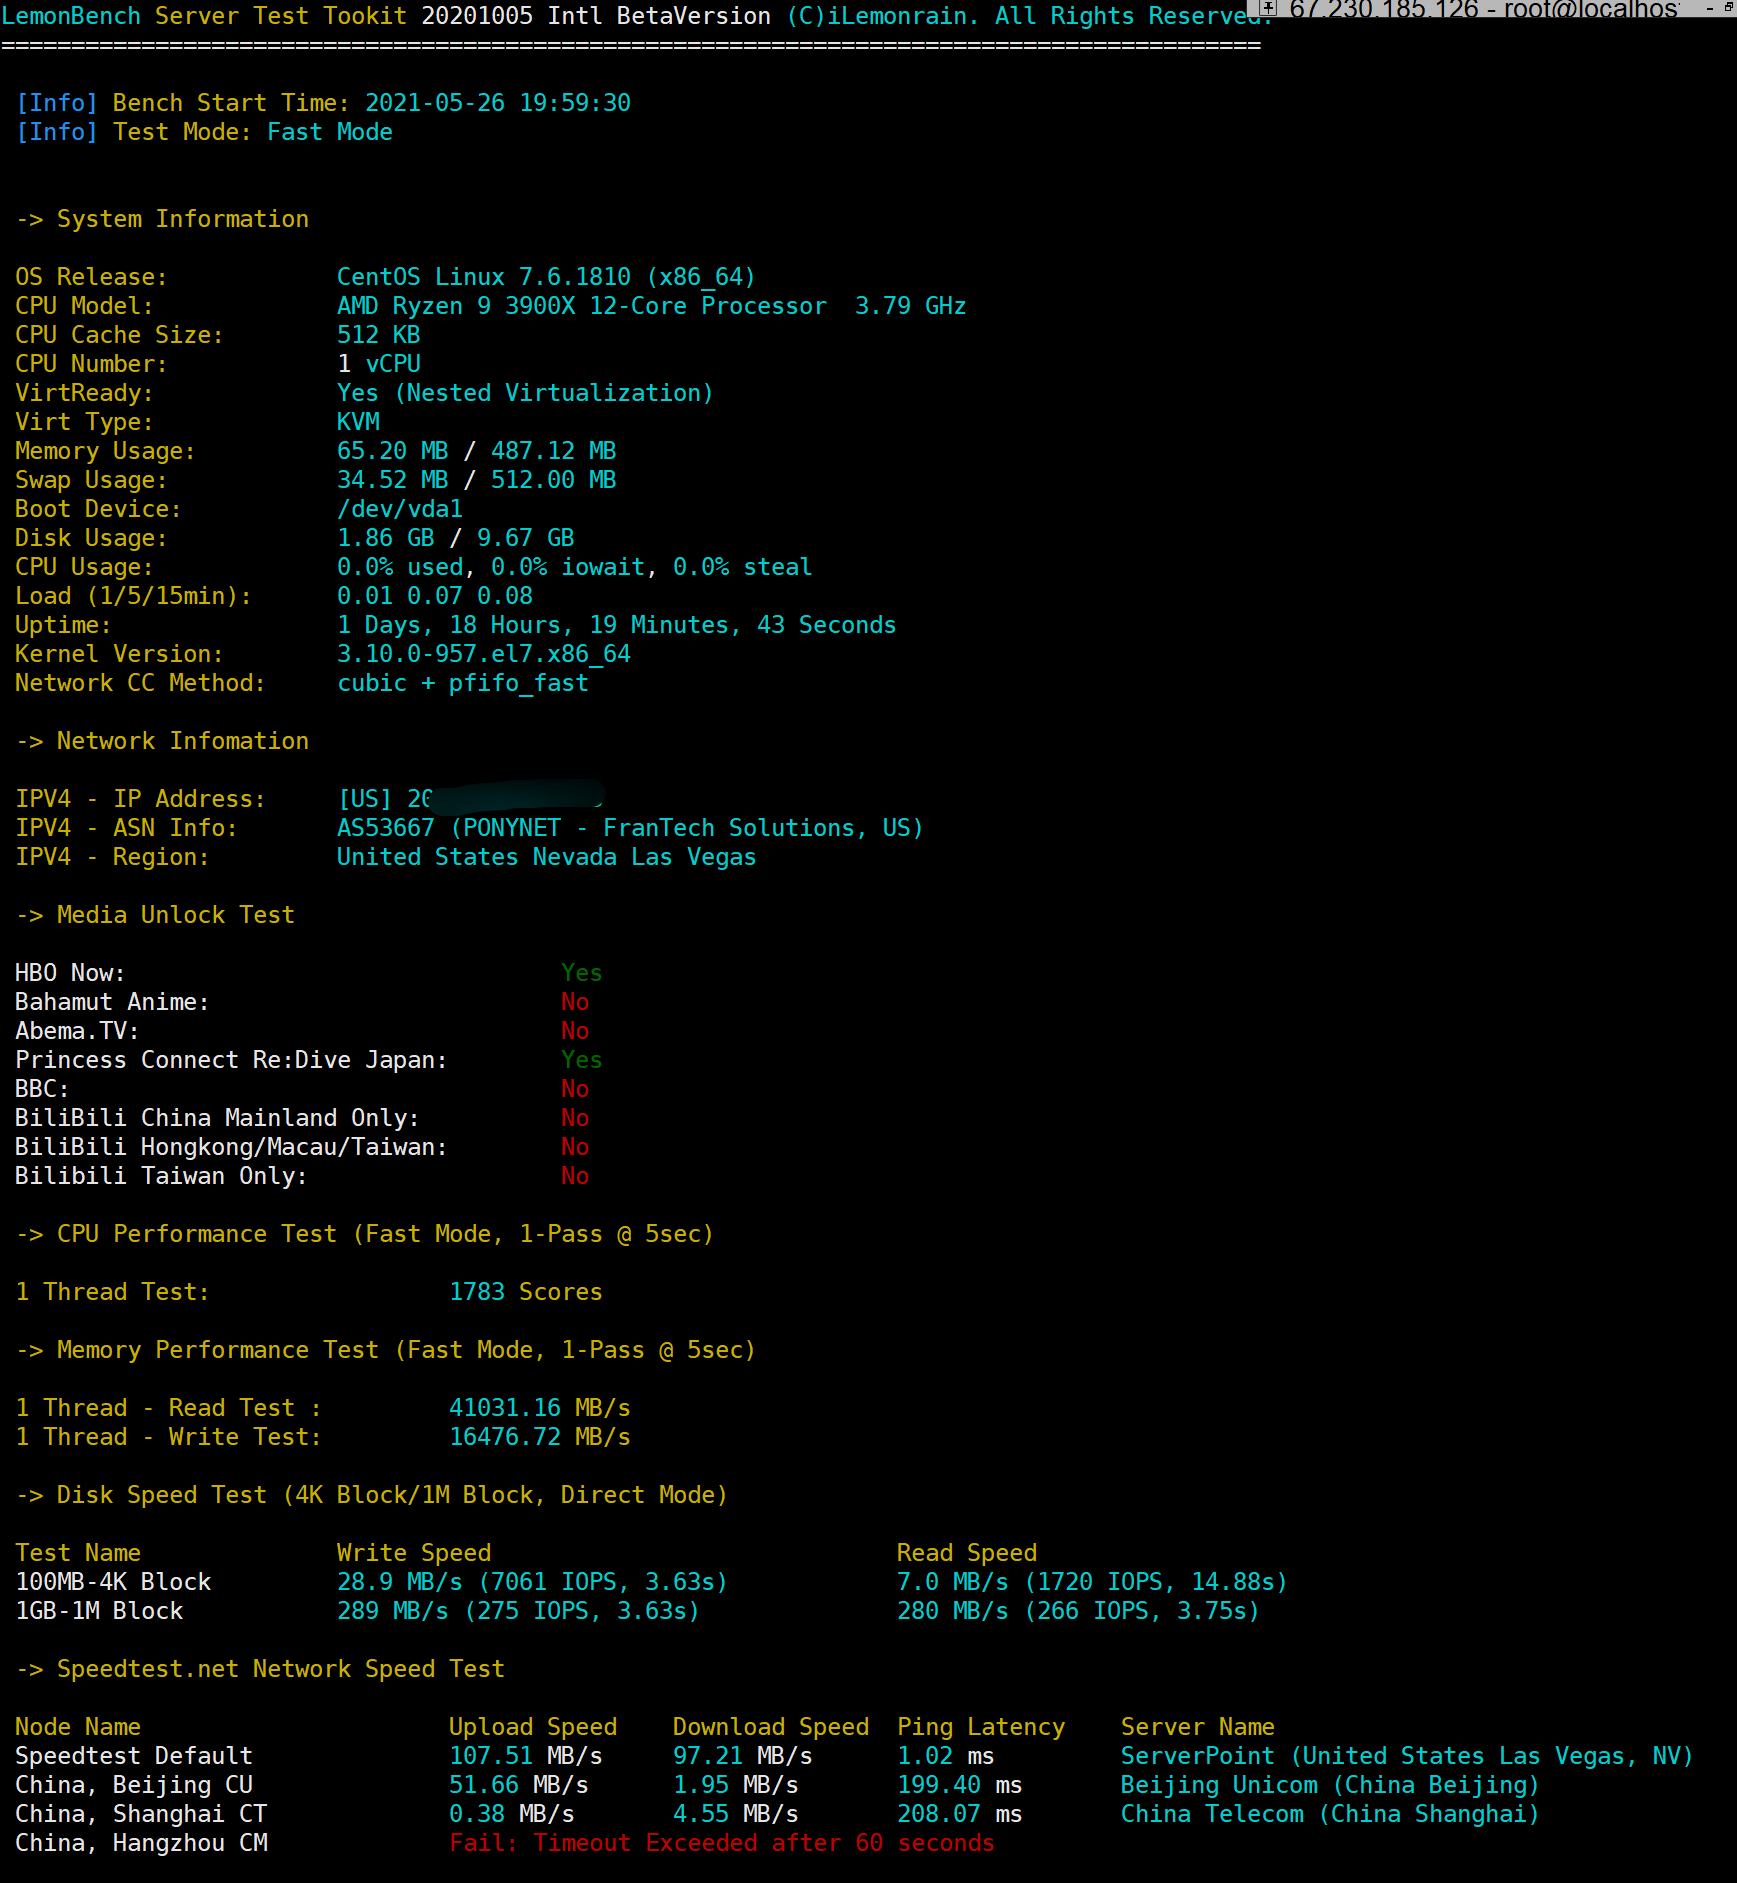 LemonBench Server Test Tookit 20201005 Intl BetaVersion (C)iLemonrain. All Rights Reserved.
67.230.185.126 - root@localhos
==========================================================================================

[Info] Bench Start Time: 2021-05-26 19:59:30
[Info] Test Mode: Fast Mode

-> System Information

OS Release: CentOS Linux 7.6.1810 (x86_64)
CPU Model: AMD Ryzen 9 3900X 12-Core Processor  3.79 GHz
CPU Cache Size: 512 KB
CPU Number: 1 vCPU
VirtReady: Yes (Nested Virtualization)
Virt Type: KVM
Memory Usage: 65.20 MB / 487.12 MB
Swap Usage: 34.52 MB / 512.00 MB
Boot Device: /dev/vda1
Disk Usage: 1.86 GB / 9.67 GB
CPU Usage: 0.0% used, 0.0% iowait, 0.0% steal
Load (1/5/15min): 0.01 0.07 0.08
Uptime: 1 Days, 18 Hours, 19 Minutes, 43 Seconds
Kernel Version: 3.10.0-957.el7.x86_64
Network CC Method: cubic + pfifo_fast

-> Network Infomation

IPV4 - IP Address: [US] 20
IPV4 - ASN Info: AS53667 (PONYNET - FranTech Solutions, US)
IPV4 - Region: United States Nevada Las Vegas

-> Media Unlock Test

HBO Now: Yes
Bahamut Anime: No
Abema.TV: No
Princess Connect Re:Dive Japan: Yes
BBC: No
BiliBili China Mainland Only: No
BiliBili Hongkong/Macau/Taiwan: No
Bilibili Taiwan Only: No

-> CPU Performance Test (Fast Mode, 1-Pass @ 5sec)

1 Thread Test: 1783 Scores

-> Memory Performance Test (Fast Mode, 1-Pass @ 5sec)

1 Thread - Read Test : 41031.16 MB/s
1 Thread - Write Test: 16476.72 MB/s

-> Disk Speed Test (4K Block/1M Block, Direct Mode)

Test Name Write Speed Read Speed
100MB-4K Block 28.9 MB/s (7061 IOPS, 3.63s) 7.0 MB/s (1720 IOPS, 14.88s)
1GB-1M Block 289 MB/s (275 IOPS, 3.63s) 280 MB/s (266 IOPS, 3.75s)

-> Speedtest.net Network Speed Test

Node Name Upload Speed Download Speed Ping Latency Server Name
Speedtest Default 107.51 MB/s 97.21 MB/s 1.02 ms ServerPoint (United States Las Vegas, NV)
China, Beijing CU 51.66 MB/s 1.95 MB/s 199.40 ms Beijing Unicom (China Beijing)
China, Shanghai CT 0.38 MB/s 4.55 MB/s 208.07 ms China Telecom (China Shanghai)
China, Hangzhou CM Fail: Timeout Exceeded after 60 seconds